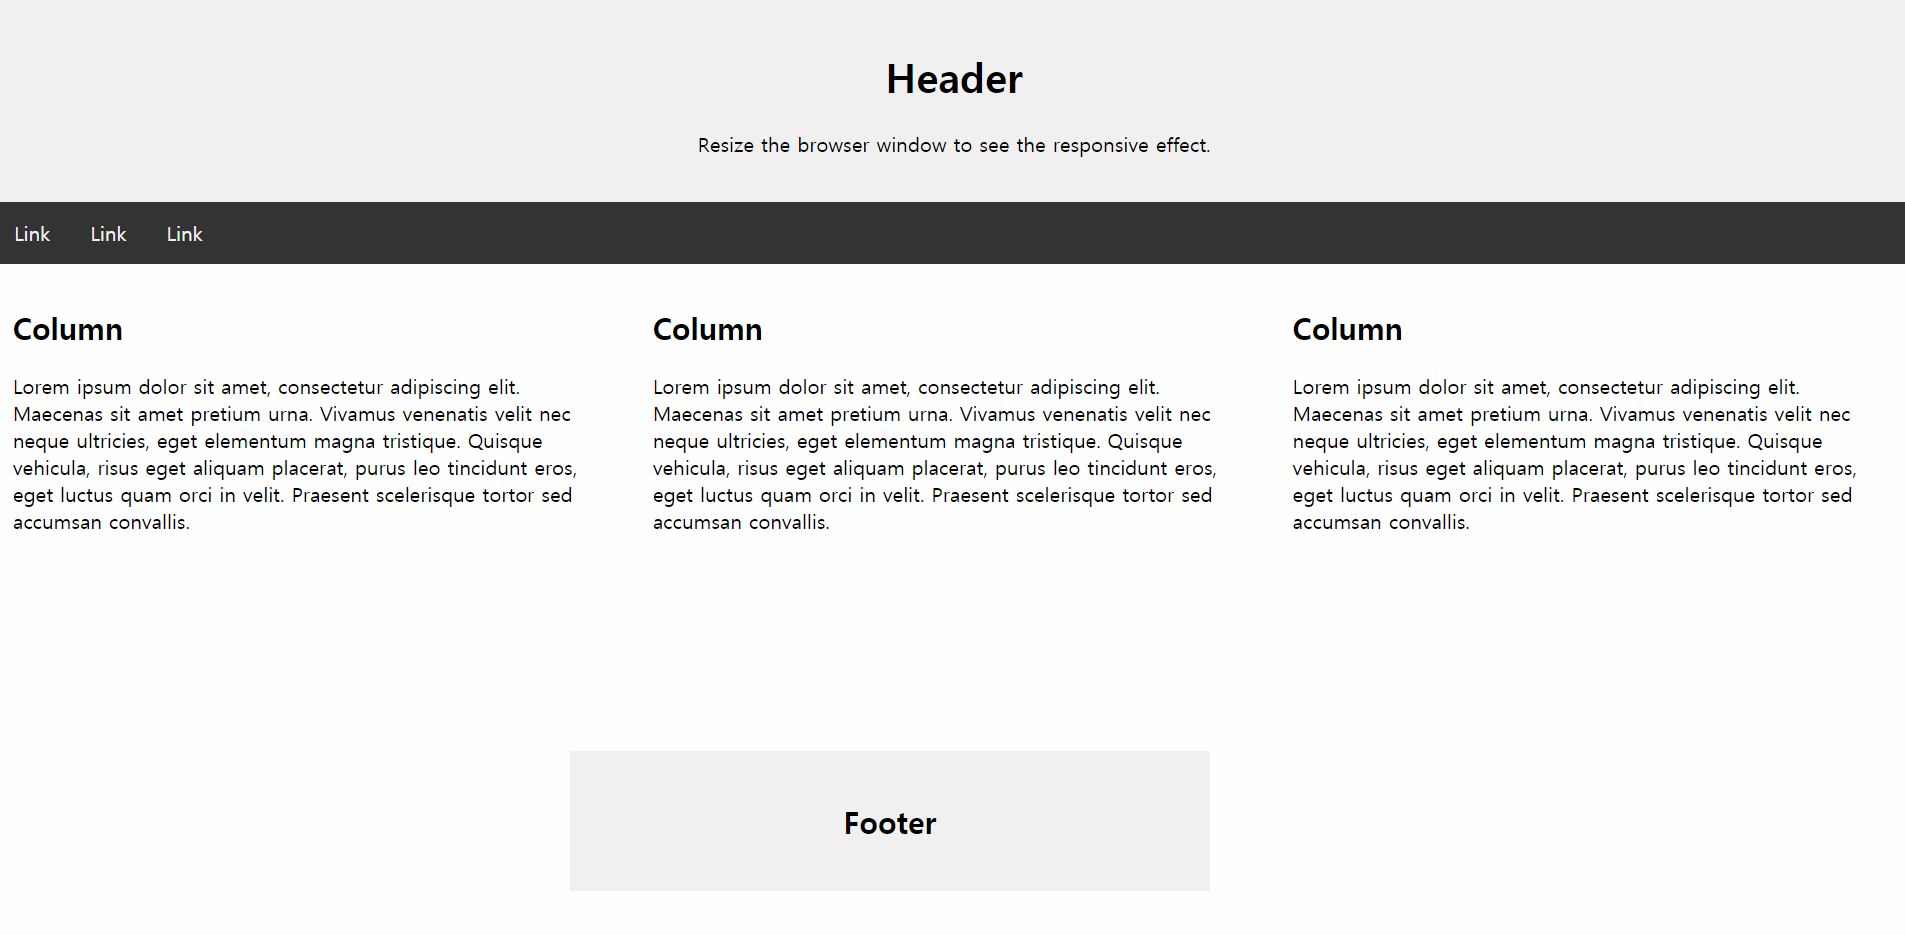 Header
Resize the browser window to see the responsive effect.
Link Link Link
Column
Lorem ipsum dolor sit amet, consectetur adipiscing elit.
Maecenas sit amet pretium urna. Vivamus venenatis velit nec
neque ultricies, eget elementum magna tristique. Quisque
vehicula, risus eget aliquam placerat, purus leo tincidunt eros,
eget luctus quam orci in velit. Praesent scelerisque tortor sed
accumsan convallis.
Column
Lorem ipsum dolor sit amet, consectetur adipiscing elit.
Maecenas sit amet pretium urna. Vivamus venenatis velit nec
neque ultricies, eget elementum magna tristique. Quisque
vehicula, risus eget aliquam placerat, purus leo tincidunt eros,
eget luctus quam orci in velit. Praesent scelerisque tortor sed
accumsan convallis.
Column
Lorem ipsum dolor sit amet, consectetur adipiscing elit.
Maecenas sit amet pretium urna. Vivamus venenatis velit nec
neque ultricies, eget elementum magna tristique. Quisque
vehicula, risus eget aliquam placerat, purus leo tincidunt eros,
eget luctus quam orci in velit. Praesent scelerisque tortor sed
accumsan convallis.
Footer